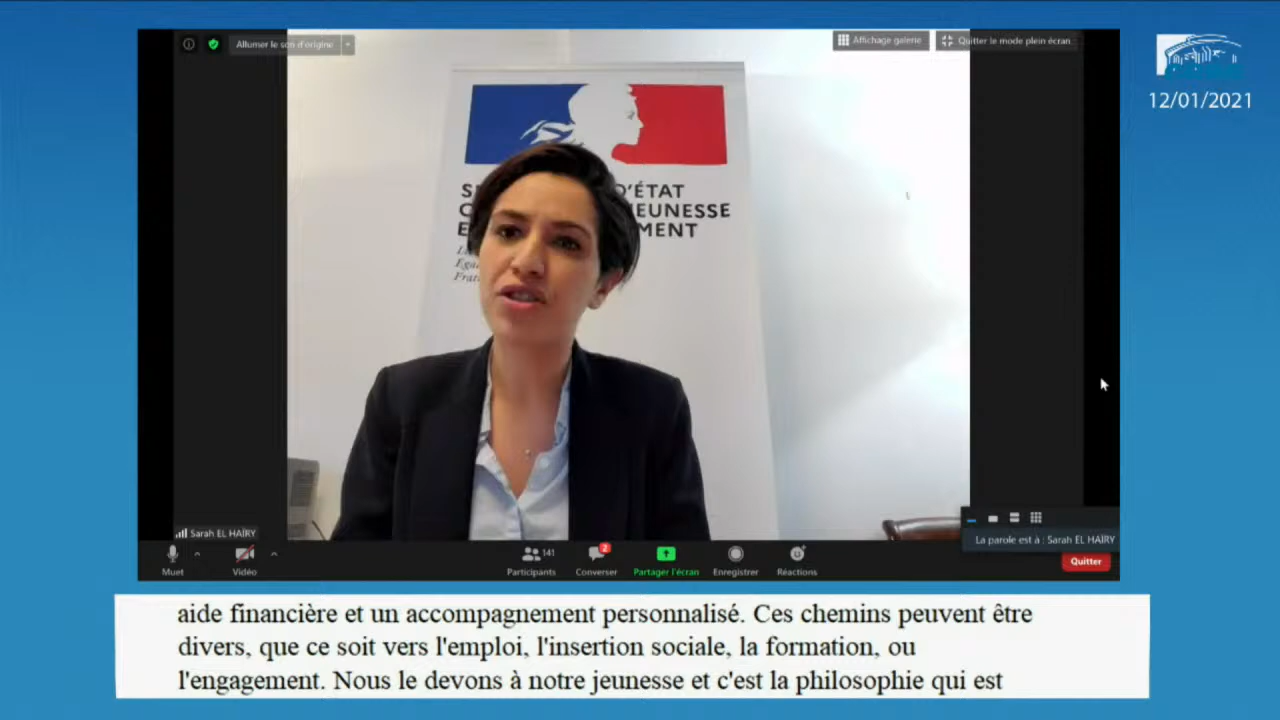 Allumer le son d'origine
Affichage galerie
Quitter le mode plein écran
12/01/2021
D'ÉTAT
JEUNESSE
MENT
Sarah EL HAÏRY
La parole est à : Sarah EL HAÏRY
Muet
Vidéo
141
Participants
2
Converser
Partager l'écran
Enregistrer
Réactions
Quitter
aide financière et un accompagnement personnalisé. Ces chemins peuvent être
divers, que ce soit vers l'emploi, l'insertion sociale, la formation, ou
l'engagement. Nous le devons à notre jeunesse et c'est la philosophie qui est